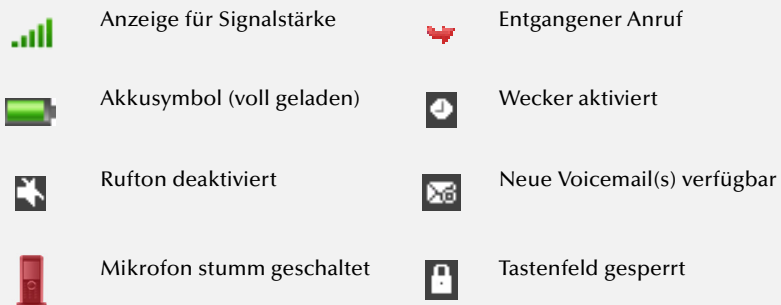 Anzeige für Signalstärke
Entgangener Anruf
Akkusymbol (voll geladen)
Wecker aktiviert
Rufton deaktiviert
Neue Voicemail(s) verfügbar
Mikrofon stumm geschaltet
Tastenfeld gesperrt